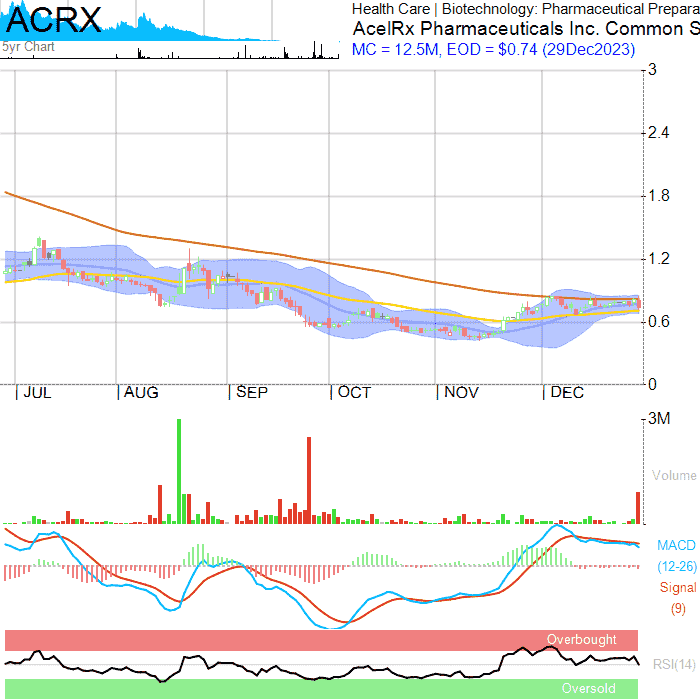 ACRX
5yr Chart
Health Care | Biotechnology: Pharmaceutical Prepara
AcelRx Pharmaceuticals Inc. Common S
MC = 12.5M, EOD = $0.74 (29Dec2023)
3
2.4
1.8
1.2
0.6
0
JUL AUG SEP OCT NOV DEC
3M
Volume
MACD
(12-26)
Signal
(9)
Overbought
RSI(14)
Oversold